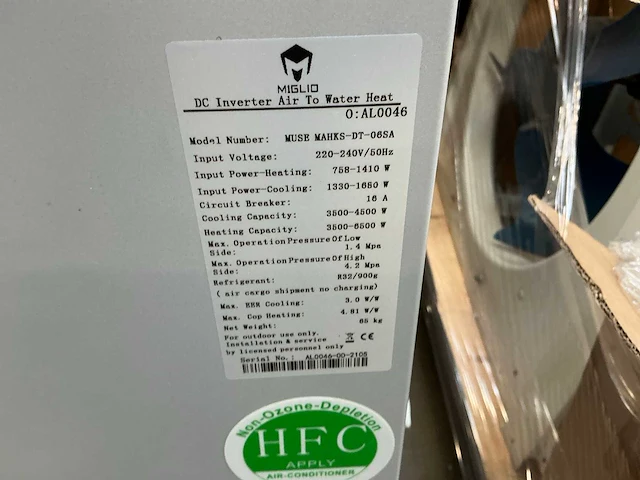 MIGLIO
DC Inverter Air To Water Heat
O:AL0046
Model Number: MUSE MAHKS-DT-06SA
Input Voltage: 220-240V/50Hz
Input Power-Heating: 758-1410 W
Input Power-Cooling: 1330-1650 W
Circuit Breaker: 16 A
Cooling Capacity: 3500-4500 W
Heating Capacity: 3500-6500 W
Max. Operation Pressure Of Low
Side: 1.4 Mpa
Max. Operation Pressure Of High
Side: 4.2 Mpa
Refrigerant: R32/900g
( air cargo shipment no charging)
Max. EER Cooling: 3.0 W/W
Max. Cop Heating: 4.81 W/W
Net Weight: 65 kg
For outdoor use only.
Installation & service CE
by licensed personnel only
Serial No.: AL0046-00-2105
Non-Ozone-Depletion
HFC
APPLY
AIR-CONDITIONER